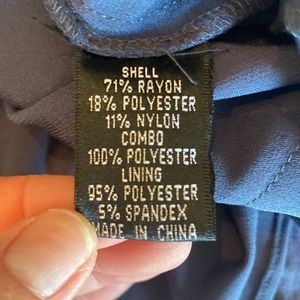 SHELL
71% RAYON
18% POLYESTER
11% NYLON
COMBO
100% POLYESTER
LINING
95% POLYESTER
5% SPANDEX
MADE IN CHINA